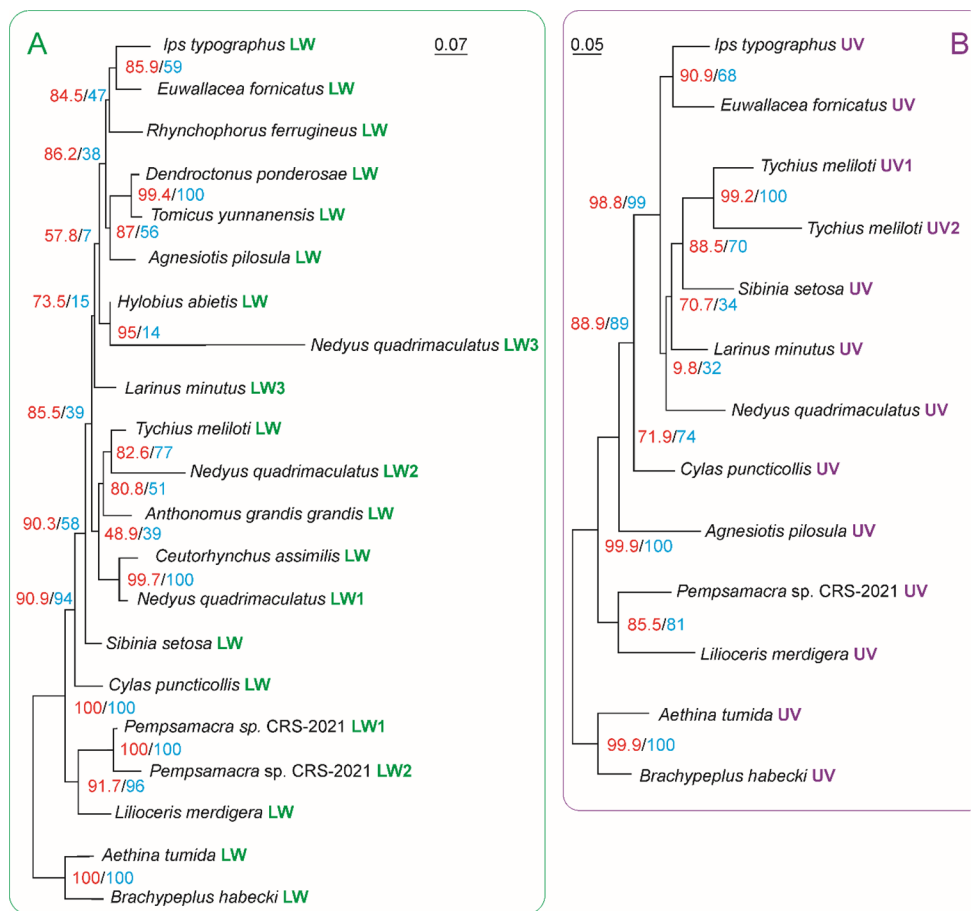 A
0.07
Ips typographus LW
85.9/59
Euwallacea fornicatus LW
84.5/47
Rhynchophorus ferrugineus LW
86.2/38
Dendroctonus ponderosae LW
99.4/100
Tomicus yunnanensis LW
57.8/7
87/56
Agnesiotis pilosula LW
73.5/15
Hylobius abietis LW
95/14
Nedyus quadrimaculatus LW3
Larinus minutus LW3
85.5/39
Tychius meliloti LW
82.6/77
Nedyus quadrimaculatus LW2
80.8/51
Anthonomus grandis grandis LW
90.3/58
48.9/39
Ceutorhynchus assimilis LW
99.7/100
90.9/94
Nedyus quadrimaculatus LW1
Sibinia setosa LW
Cylas puncticollis LW
100/100
Pempsamacra sp. CRS-2021 LW1
100/100
Pempsamacra sp. CRS-2021 LW2
91.7/96
Lilioceris merdigera LW
Aethina tumida LW
100/100
Brachypeplus habecki LW
B
0.05
Ips typographus UV
90.9/68
Euwallacea fornicatus UV
Tychius meliloti UV1
99.2/100
98.8/99
Tychius meliloti UV2
88.5/70
Sibinia setosa UV
70.7/34
88.9/89
Larinus minutus UV
9.8/32
Nedyus quadrimaculatus UV
71.9/74
Cylas puncticollis UV
Agnesiotis pilosula UV
99.9/100
Pempsamacra sp. CRS-2021 UV
85.5/81
Lilioceris merdigera UV
Aethina tumida UV
99.9/100
Brachypeplus habecki UV